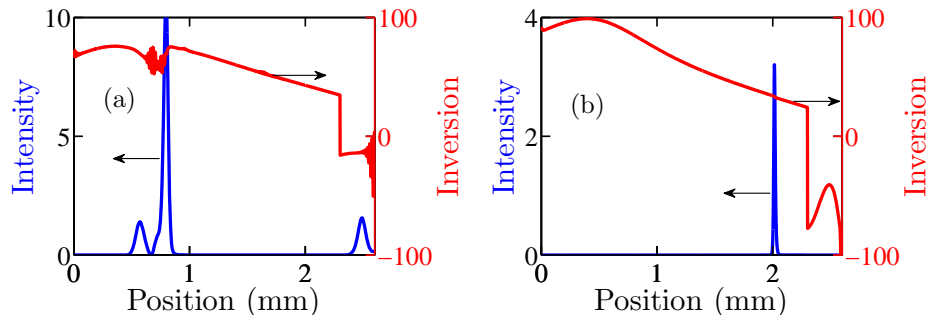 10
5
0
Intensity
(a)
100
0
−100
Inversion
0
1
2
Position (mm)
4
2
0
Intensity
(b)
100
0
−100
Inversion
0
1
2
Position (mm)